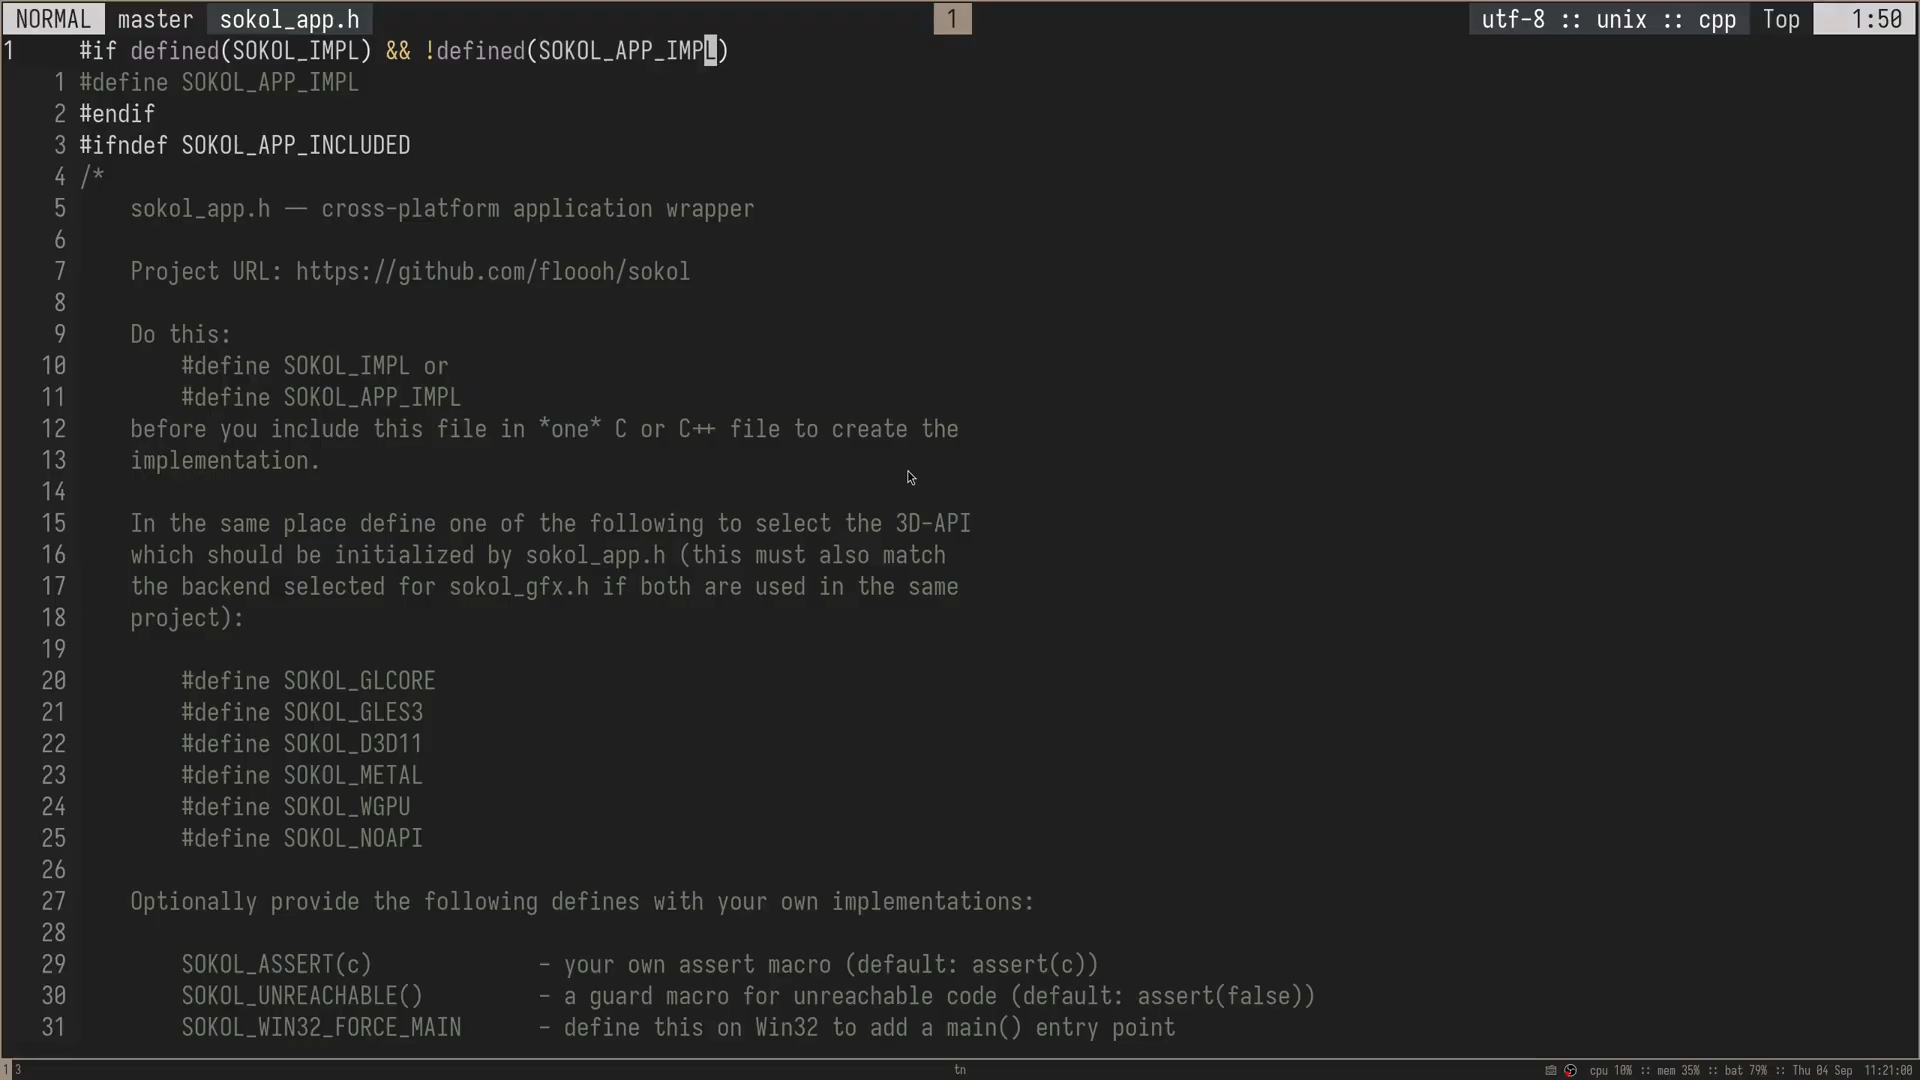 NORMAL master sokol_app.h 1 utf-8 :: unix :: cpp Top 1:50
1 #if defined(SOKOL_IMPL) && !defined(SOKOL_APP_IMPL)
1 #define SOKOL_APP_IMPL
2 #endif
3 #ifndef SOKOL_APP_INCLUDED
4 /*
5 sokol_app.h -- cross-platform application wrapper
6
7 Project URL: https://github.com/floooh/sokol
8
9 Do this:
10 #define SOKOL_IMPL or
11 #define SOKOL_APP_IMPL
12 before you include this file in *one* C or C++ file to create the
13 implementation.
14
15 In the same place define one of the following to select the 3D-API
16 which should be initialized by sokol_app.h (this must also match
17 the backend selected for sokol_gfx.h if both are used in the same
18 project):
19
20 #define SOKOL_GLCORE
21 #define SOKOL_GLES3
22 #define SOKOL_D3D11
23 #define SOKOL_METAL
24 #define SOKOL_WGPU
25 #define SOKOL_NOAPI
26
27 Optionally provide the following defines with your own implementations:
28
29 SOKOL_ASSERT(c) - your own assert macro (default: assert(c))
30 SOKOL_UNREACHABLE() - a guard macro for unreachable code (default: assert(false))
31 SOKOL_WIN32_FORCE_MAIN - define this on Win32 to add a main() entry point
1 3 tn cpu 10% :: mem 35% :: bat 79% :: Thu 04 Sep 11:21:00